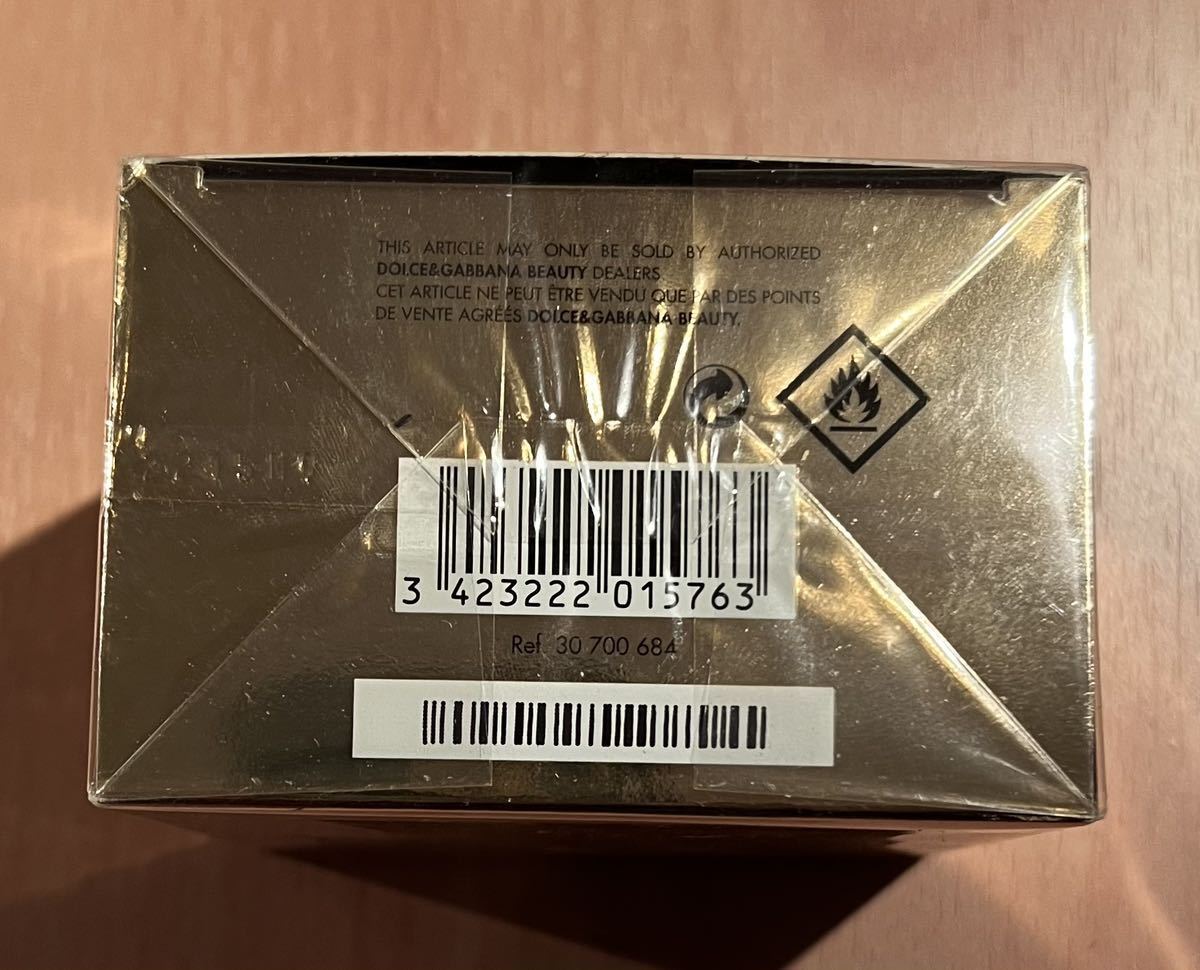 THIS ARTICLE MAY ONLY BE SOLD BY AUTHORIZED
DOLCE&GABBANA BEAUTY DEALERS.
CET ARTICLE NE PEUT ÊTRE VENDU QUE PAR DES POINTS
DE VENTE AGRÉÉS DOLCE&GABBANA BEAUTY.
3 423222 015763
Ref. 30 700 684